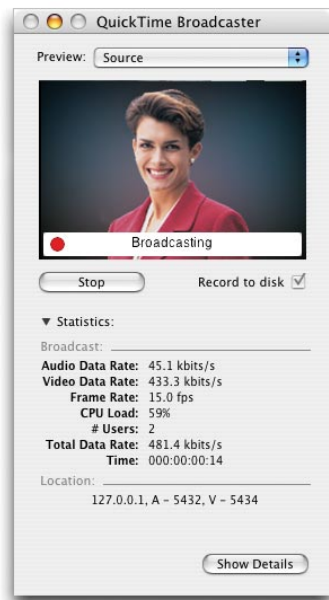 QuickTime Broadcaster
Preview: Source
Broadcasting
Stop Record to disk
Statistics:
Broadcast:
Audio Data Rate: 45.1 kbits/s
Video Data Rate: 433.3 kbits/s
Frame Rate: 15.0 fps
CPU Load: 59%
# Users: 2
Total Data Rate: 481.4 kbits/s
Time: 000:00:00:14
Location:
127.0.0.1, A – 5432, V – 5434
Show Details